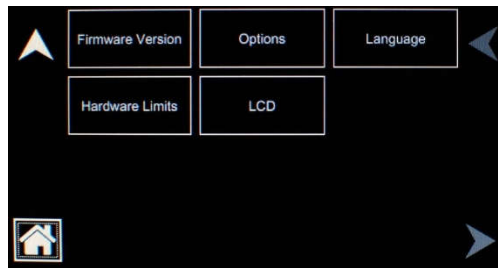 Firmware Version
Options
Language
Hardware Limits
LCD